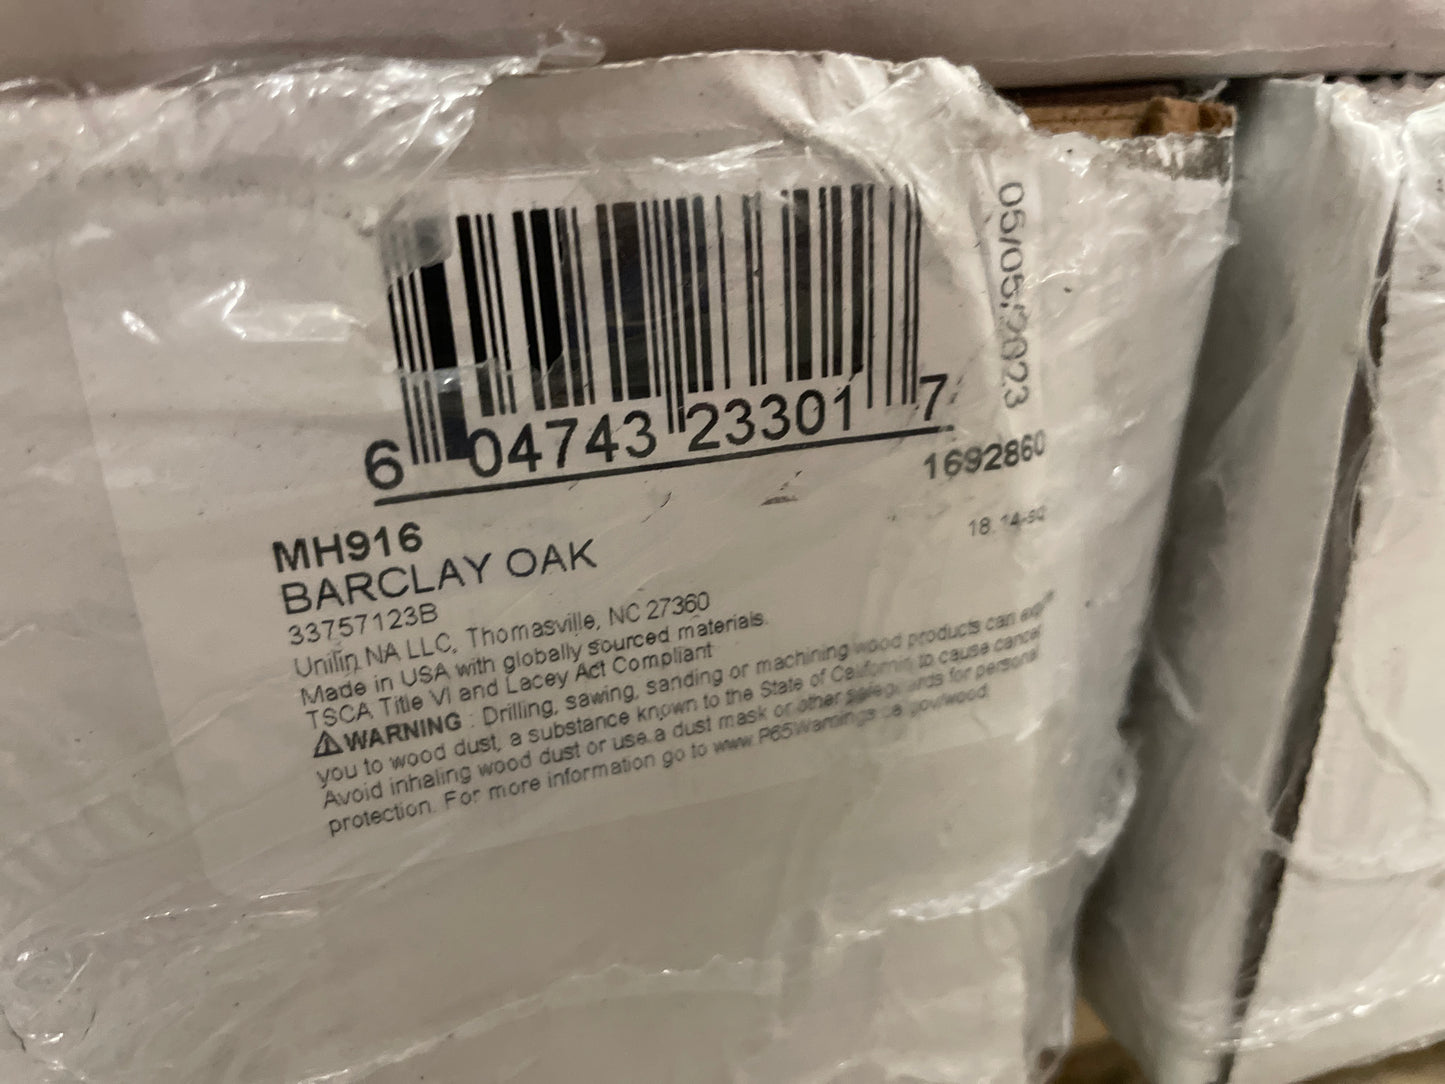 6 04743 23301 7
05/05/2023
1692860
18.14-sq
MH916
BARCLAY OAK
33757123B
Unilin NA LLC, Thomasville, NC 27360
Made in USA with globally sourced materials.
TSCA Title VI and Lacey Act Compliant
⚠WARNING : Drilling, sawing, sanding or machining wood products can
you to wood dust, a substance known to the State of California to cause cancer
Avoid inhaling wood dust or use a dust mask or other safeguards for personal
protection. For more information go to www.P65Warnings.ca.gov/wood.